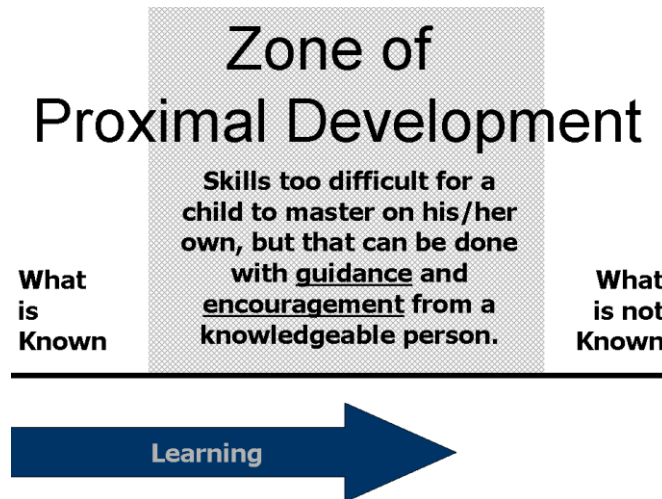 Zone of
Proximal Development
Skills too difficult for a
child to master on his/her
own, but that can be done
with guidance and
encouragement from a
knowledgeable person.
What
is
Known
What
is not
Known
Learning